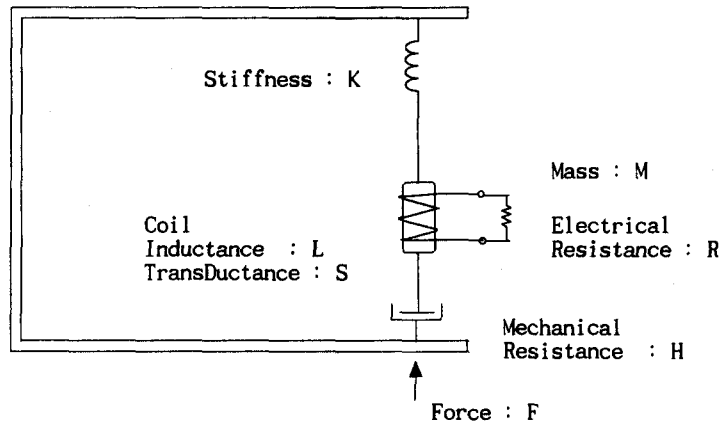 Stiffness : K
Mass : M
Coil
Inductance : L
TransDuctance : S
Electrical
Resistance : R
Mechanical
Resistance : H
Force : F